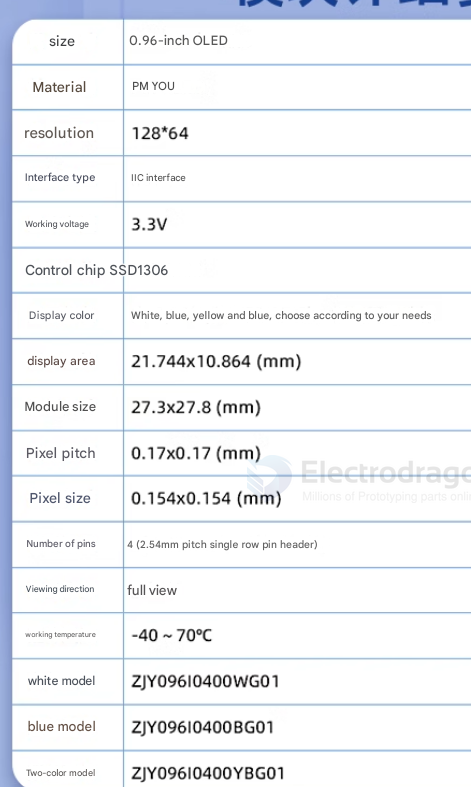 size 0.96-inch OLED
Material PM YOU
resolution 128*64
Interface type IIC interface
Working voltage 3.3V
Control chip SSD1306
Display color White, blue, yellow and blue, choose according to your needs
display area 21.744x10.864 (mm)
Module size 27.3x27.8 (mm)
Pixel pitch 0.17x0.17 (mm)
Electrodrago
Millions of Prototyping parts onli
Pixel size 0.154x0.154 (mm)
Number of pins 4 (2.54mm pitch single row pin header)
Viewing direction full view
working temperature -40 ~ 70℃
white model ZJY096I0400WG01
blue model ZJY096I0400BG01
Two-color model ZJY096I0400YBG01